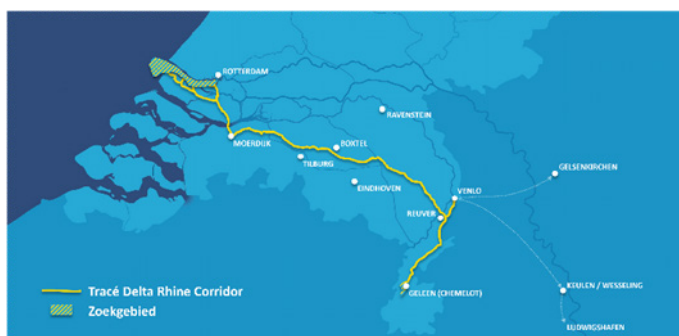 ROTTERDAM
RAVENSTEIN
MOERDIJK
BOXTEL
TILBURG
GELSENKIRCHEN
EINDHOVEN
VENLO
REUVER
GELEEN (CHEMELOT)
KEULEN / WESSELING
LUDWIGSHAFEN
Tracé Delta Rhine Corridor
Zoekgebied